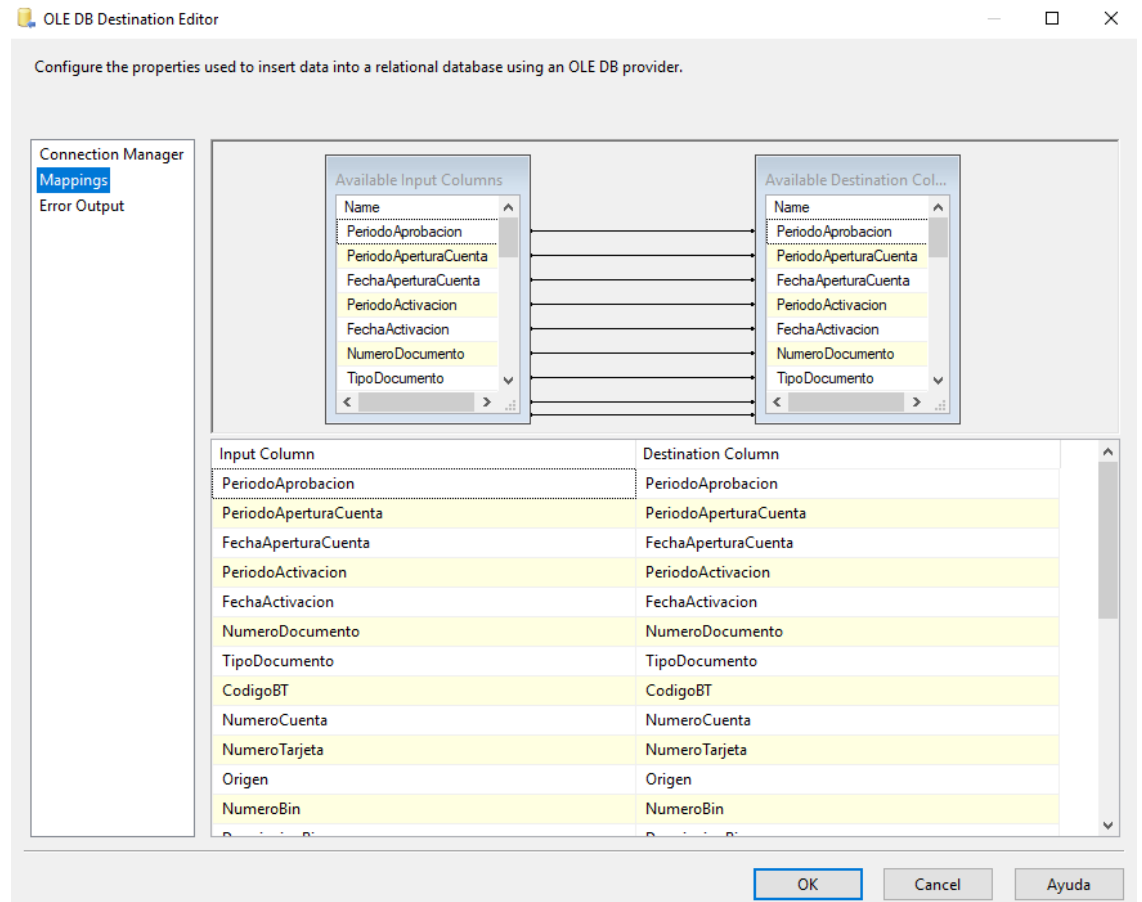 OLE DB Destination Editor
Configure the properties used to insert data into a relational database using an OLE DB provider.
Connection Manager
Mappings
Error Output
Available Input Columns
Name
PeriodoAprobacion
PeriodoAperturaCuenta
FechaAperturaCuenta
PeriodoActivacion
FechaActivacion
NumeroDocumento
TipoDocumento
Available Destination Col...
Name
PeriodoAprobacion
PeriodoAperturaCuenta
FechaAperturaCuenta
PeriodoActivacion
FechaActivacion
NumeroDocumento
TipoDocumento
Input Column Destination Column
PeriodoAprobacion PeriodoAprobacion
PeriodoAperturaCuenta PeriodoAperturaCuenta
FechaAperturaCuenta FechaAperturaCuenta
PeriodoActivacion PeriodoActivacion
FechaActivacion FechaActivacion
NumeroDocumento NumeroDocumento
TipoDocumento TipoDocumento
CodigoBT CodigoBT
NumeroCuenta NumeroCuenta
NumeroTarjeta NumeroTarjeta
Origen Origen
NumeroBin NumeroBin
OK Cancel Ayuda